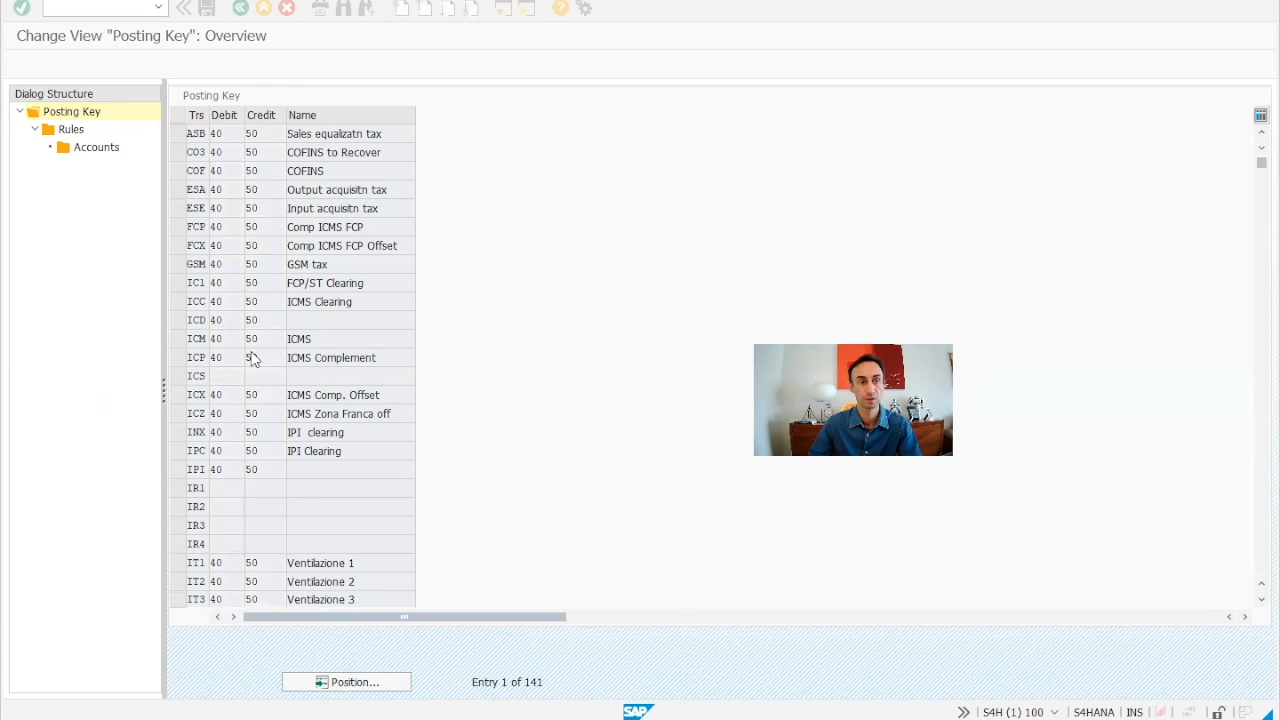 Change View "Posting Key": Overview
Dialog Structure
Posting Key
Rules
Accounts
Posting Key
Trs Debit Credit Name
ASB 40 50 Sales equalizatn tax
CO3 40 50 COFINS to Recover
COF 40 50 COFINS
ESA 40 50 Output acquisitn tax
ESE 40 50 Input acquisitn tax
FCP 40 50 Comp ICMS FCP
FCX 40 50 Comp ICMS FCP Offset
GSM 40 50 GSM tax
IC1 40 50 FCP/ST Clearing
ICC 40 50 ICMS Clearing
ICD 40 50
ICM 40 50 ICMS
ICP 40 50 ICMS Complement
ICS
ICX 40 50 ICMS Comp. Offset
ICZ 40 50 ICMS Zona Franca off
INX 40 50 IPI clearing
IPC 40 50 IPI Clearing
IPI 40 50
IR1
IR2
IR3
IR4
IT1 40 50 Ventilazione 1
IT2 40 50 Ventilazione 2
IT3 40 50 Ventilazione 3
Position... Entry 1 of 141
SAP S4H (1) 100 S4HANA INS